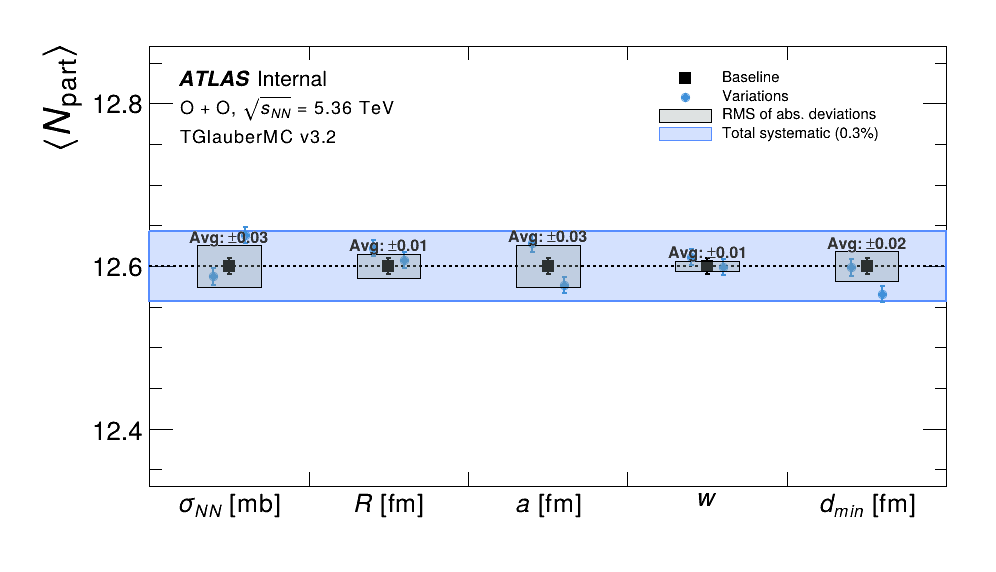 ⟨N_part⟩
ATLAS Internal
O + O, √s_NN = 5.36 TeV
TGlauberMC v3.2
Baseline
Variations
RMS of abs. deviations
Total systematic (0.3%)
12.8
12.6
12.4
Avg: ±0.03
Avg: ±0.01
Avg: ±0.03
Avg: ±0.01
Avg: ±0.02
σ_NN [mb]
R [fm]
a [fm]
w
d_min [fm]